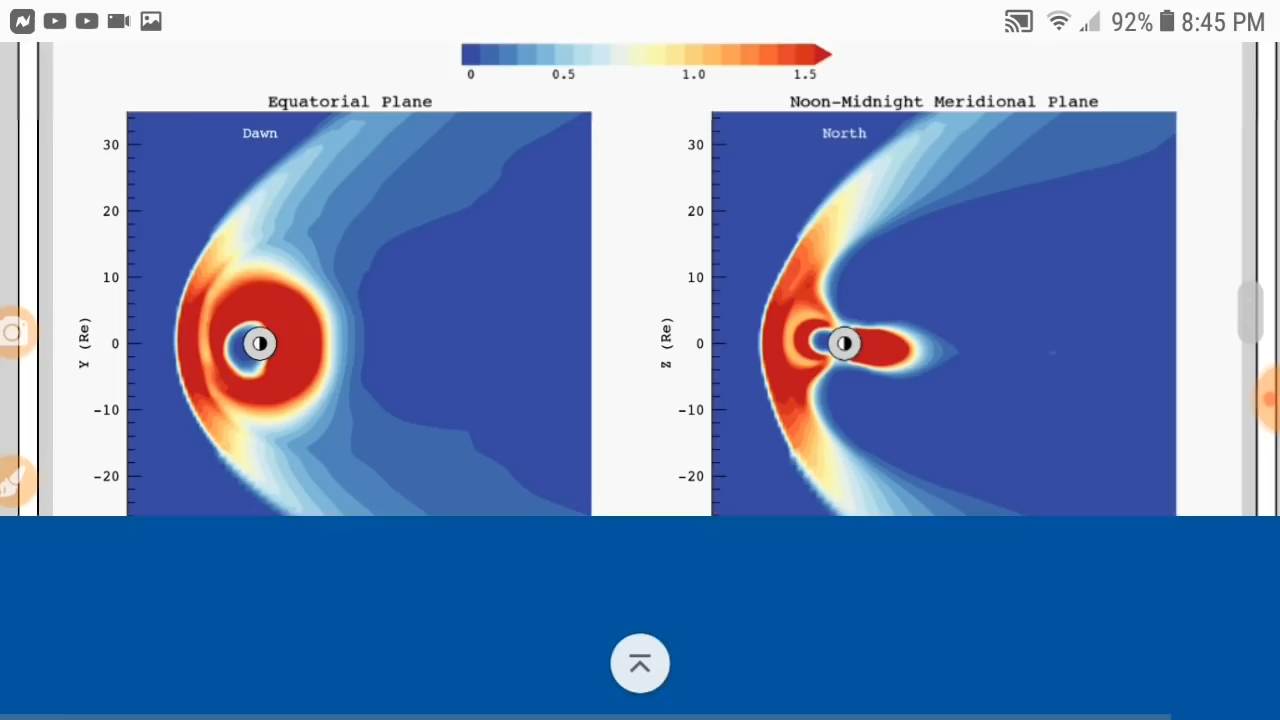 92% 8:45 PM
0 0.5 1.0 1.5
Equatorial Plane
Noon-Midnight Meridional Plane
Dawn
North
30
20
10
0
-10
-20
Y (Re)
30
20
10
0
-10
-20
Z (Re)